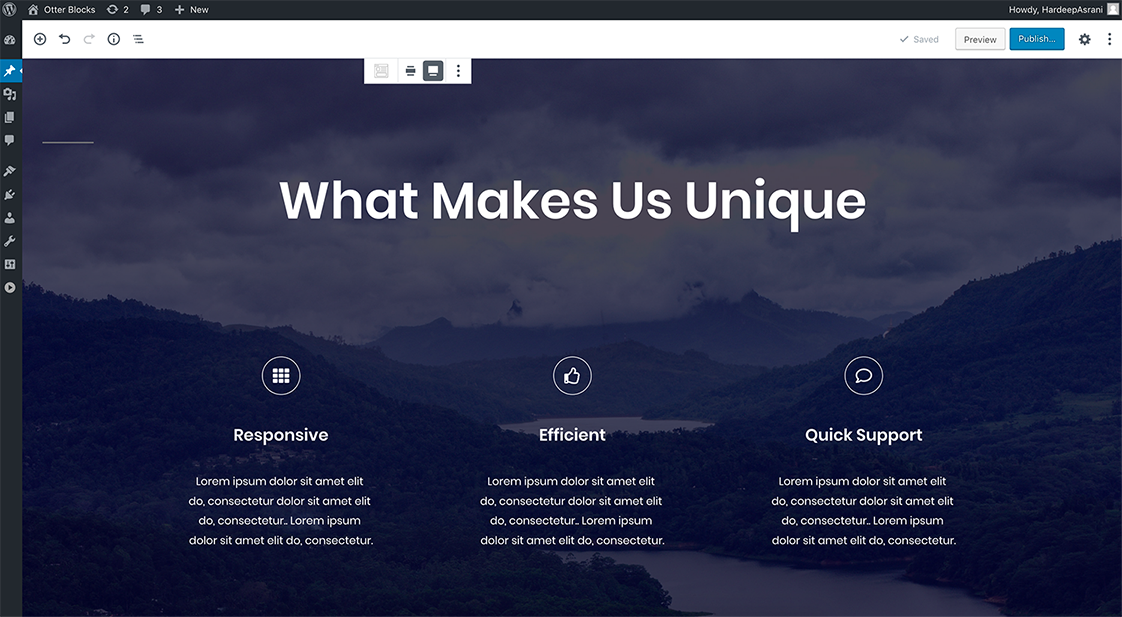 Otter Blocks 2 3 New Howdy, HardeepAsrani
Saved Preview Publish...
What Makes Us Unique
Responsive Efficient Quick Support
Lorem ipsum dolor sit amet elit
do, consectetur dolor sit amet elit
do, consectetur.. Lorem ipsum
dolor sit amet elit do, consectetur.
Lorem ipsum dolor sit amet elit
do, consectetur dolor sit amet elit
do, consectetur.. Lorem ipsum
dolor sit amet elit do, consectetur.
Lorem ipsum dolor sit amet elit
do, consectetur dolor sit amet elit
do, consectetur.. Lorem ipsum
dolor sit amet elit do, consectetur.